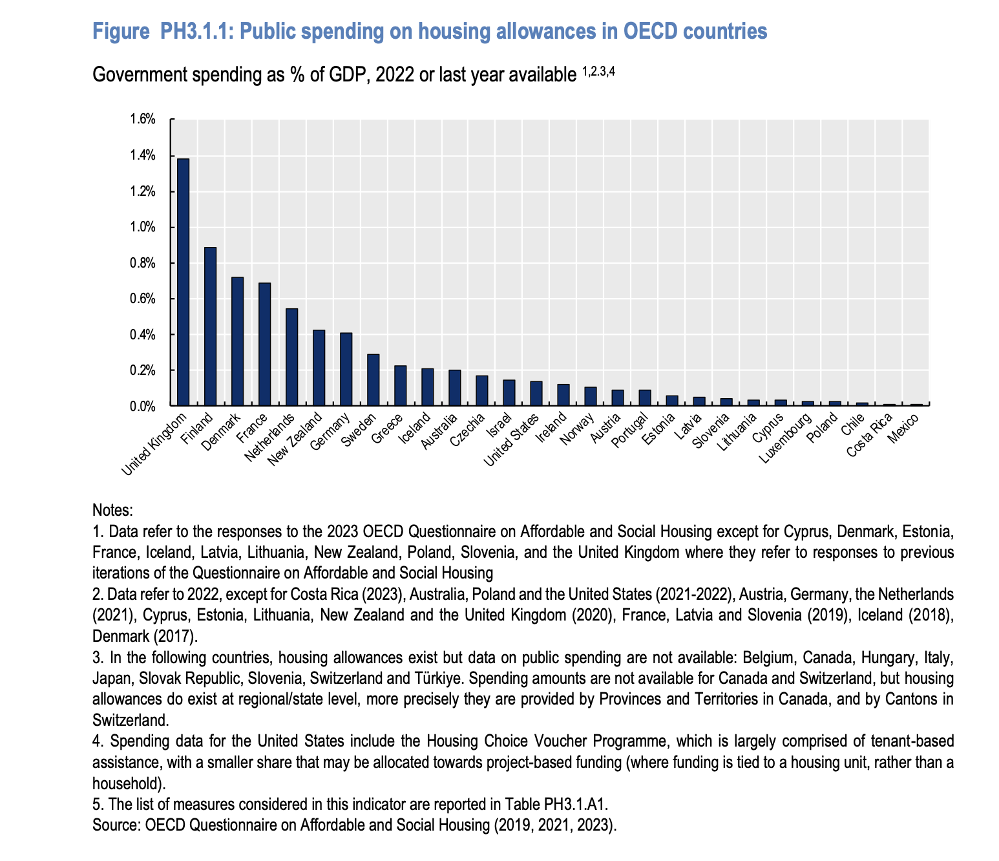 Figure  PH3.1.1: Public spending on housing allowances in OECD countries
Government spending as % of GDP, 2022 or last year available 1,2.3,4
1.6%
1.4%
1.2%
1.0%
0.8%
0.6%
0.4%
0.2%
0.0%
United Kingdom
Finland
Denmark
France
Netherlands
New Zealand
Germany
Sweden
Greece
Iceland
Australia
Czechia
Israel
United States
Ireland
Norway
Austria
Portugal
Estonia
Latvia
Slovenia
Lithuania
Cyprus
Luxembourg
Poland
Chile
Costa Rica
Mexico
Notes:
1. Data refer to the responses to the 2023 OECD Questionnaire on Affordable and Social Housing except for Cyprus, Denmark, Estonia,
France, Iceland, Latvia, Lithuania, New Zealand, Poland, Slovenia, and the United Kingdom where they refer to responses to previous
iterations of the Questionnaire on Affordable and Social Housing
2. Data refer to 2022, except for Costa Rica (2023), Australia, Poland and the United States (2021-2022), Austria, Germany, the Netherlands
(2021), Cyprus, Estonia, Lithuania, New Zealand and the United Kingdom (2020), France, Latvia and Slovenia (2019), Iceland (2018),
Denmark (2017).
3. In the following countries, housing allowances exist but data on public spending are not available: Belgium, Canada, Hungary, Italy,
Japan, Slovak Republic, Slovenia, Switzerland and Türkiye. Spending amounts are not available for Canada and Switzerland, but housing
allowances do exist at regional/state level, more precisely they are provided by Provinces and Territories in Canada, and by Cantons in
Switzerland.
4. Spending data for the United States include the Housing Choice Voucher Programme, which is largely comprised of tenant-based
assistance, with a smaller share that may be allocated towards project-based funding (where funding is tied to a housing unit, rather than a
household).
5. The list of measures considered in this indicator are reported in Table PH3.1.A1.
Source: OECD Questionnaire on Affordable and Social Housing (2019, 2021, 2023).